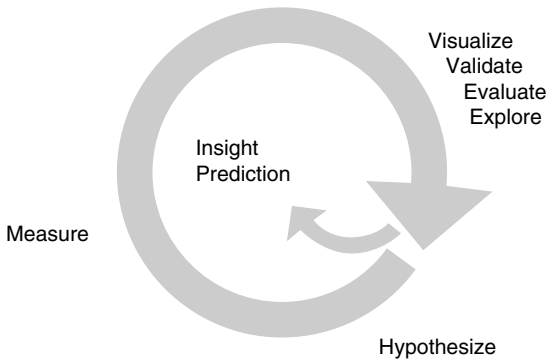 Visualize
Validate
Evaluate
Explore
Insight
Prediction
Measure
Hypothesize